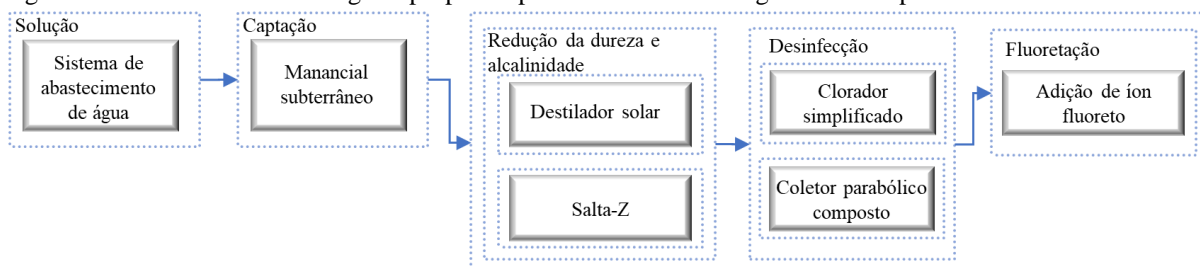 Solução
Sistema de
abastecimento
de água
Captação
Manancial
subterrâneo
Redução da dureza e
alcalinidade
Destilador solar
Salta-Z
Desinfecção
Clorador
simplificado
Coletor parabólico
composto
Fluoretação
Adição de íon
fluoreto